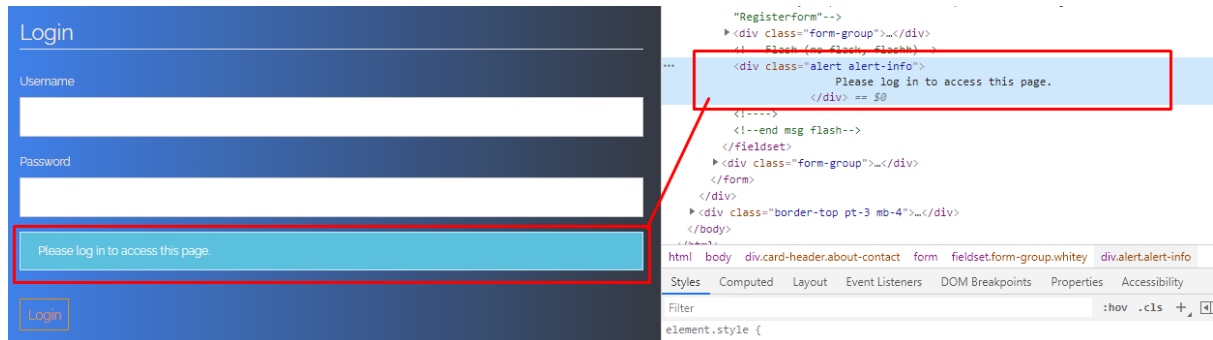 Login
Username
Password
Please log in to access this page.
Login
"Registerform"-->
▶<div class="form-group">…</div>
<!-- Flash (no flask, flashh)-->
<div class="alert alert-info">
Please log in to access this page.
</div> == $0
<!---->
<!--end msg flash-->
</fieldset>
▶<div class="form-group">…</div>
</form>
</div>
▶<div class="border-top pt-3 mb-4">…</div>
</body>
</html>
html body div.card-header.about-contact form fieldset.form-group.whitey div.alert.alert-info
Styles Computed Layout Event Listeners DOM Breakpoints Properties Accessibility
Filter :hov .cls +
element.style {